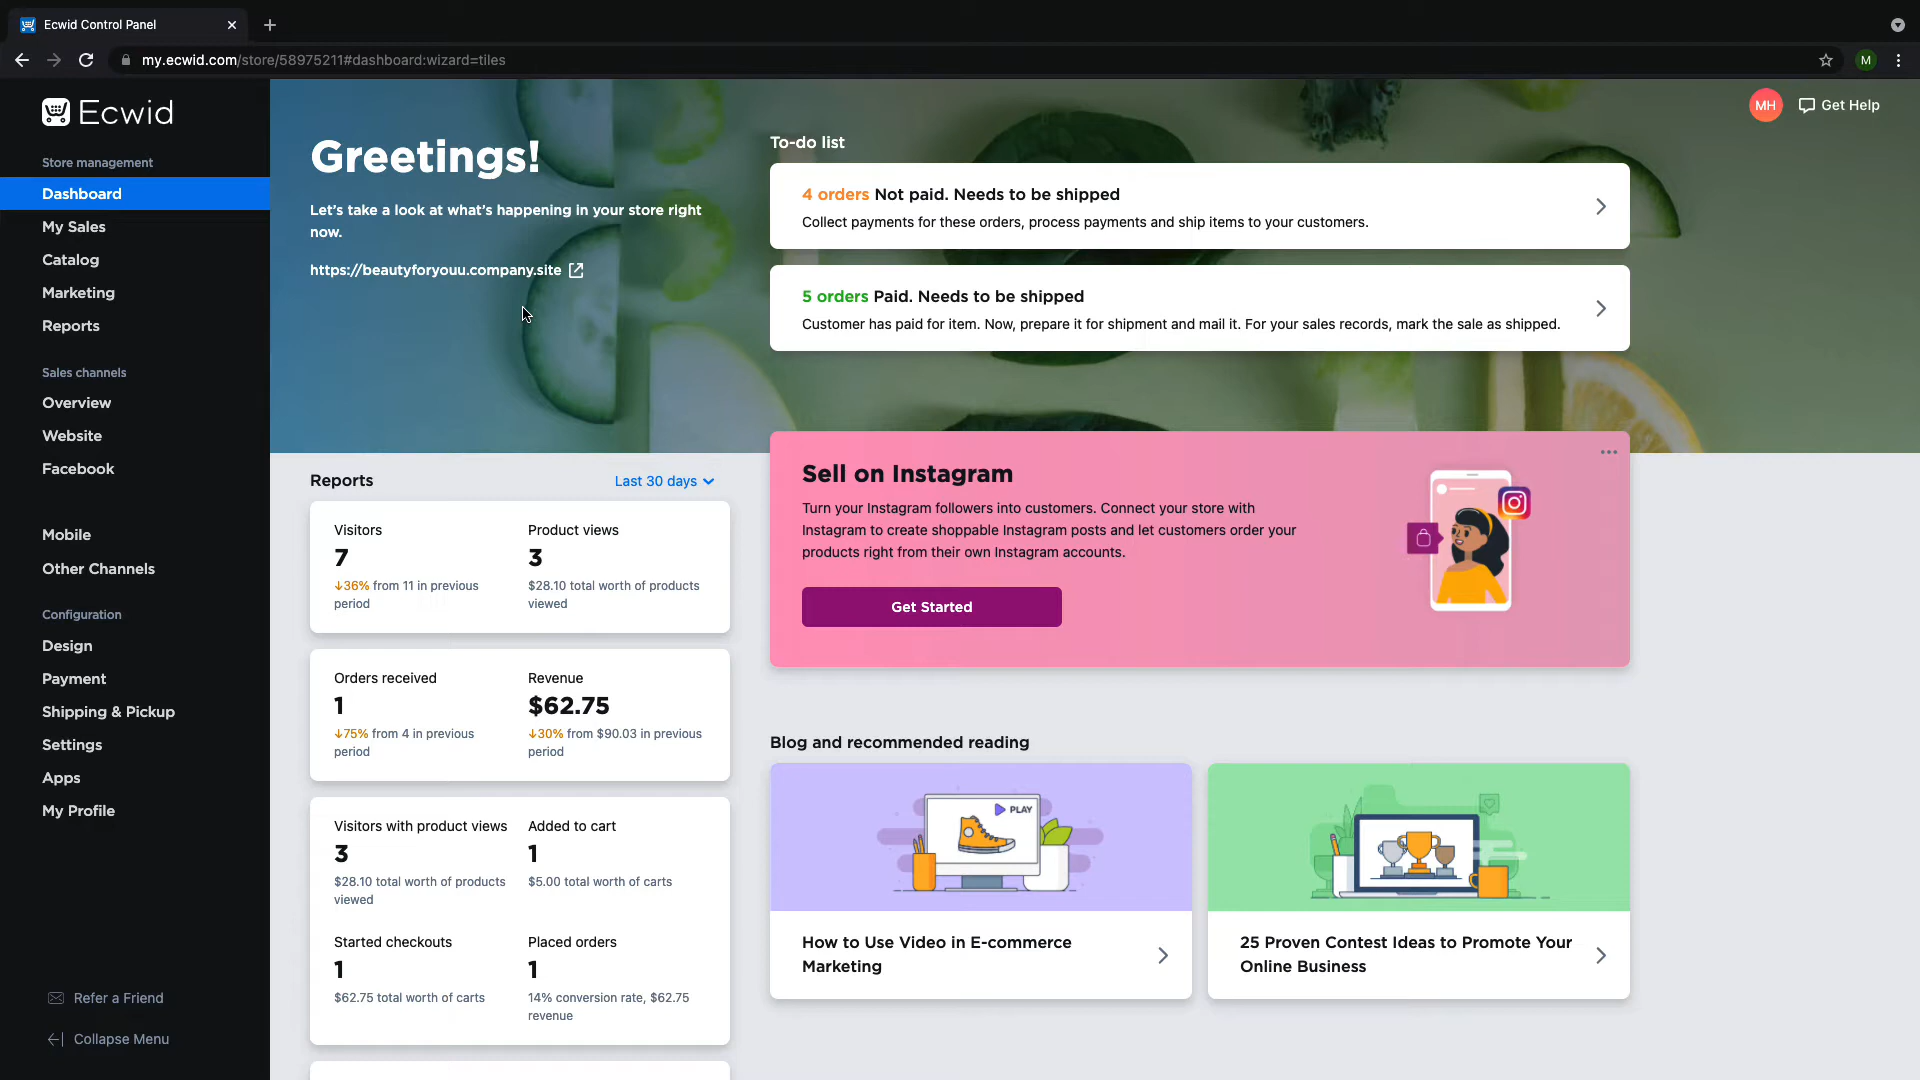 Ecwid Control Panel
my.ecwid.com/store/58975211#dashboard:wizard=tiles
M
Ecwid
Store management
Dashboard
My Sales
Catalog
Marketing
Reports
Sales channels
Overview
Website
Facebook
Mobile
Other Channels
Configuration
Design
Payment
Shipping & Pickup
Settings
Apps
My Profile
Refer a Friend
Collapse Menu
MH
Get Help
Greetings!
Let's take a look at what's happening in your store right
now.
https://beautyforyouu.company.site
To-do list
4 orders Not paid. Needs to be shipped
Collect payments for these orders, process payments and ship items to your customers.
5 orders Paid. Needs to be shipped
Customer has paid for item. Now, prepare it for shipment and mail it. For your sales records, mark the sale as shipped.
Reports
Last 30 days
Visitors
7
↓36% from 11 in previous
period
Product views
3
$28.10 total worth of products
viewed
Orders received
1
↓75% from 4 in previous
period
Revenue
$62.75
↓30% from $90.03 in previous
period
Visitors with product views
3
$28.10 total worth of products
viewed
Added to cart
1
$5.00 total worth of carts
Started checkouts
1
$62.75 total worth of carts
Placed orders
1
14% conversion rate, $62.75
revenue
Sell on Instagram
Turn your Instagram followers into customers. Connect your store with
Instagram to create shoppable Instagram posts and let customers order your
products right from their own Instagram accounts.
Get Started
Blog and recommended reading
PLAY
How to Use Video in E-commerce
Marketing
25 Proven Contest Ideas to Promote Your
Online Business